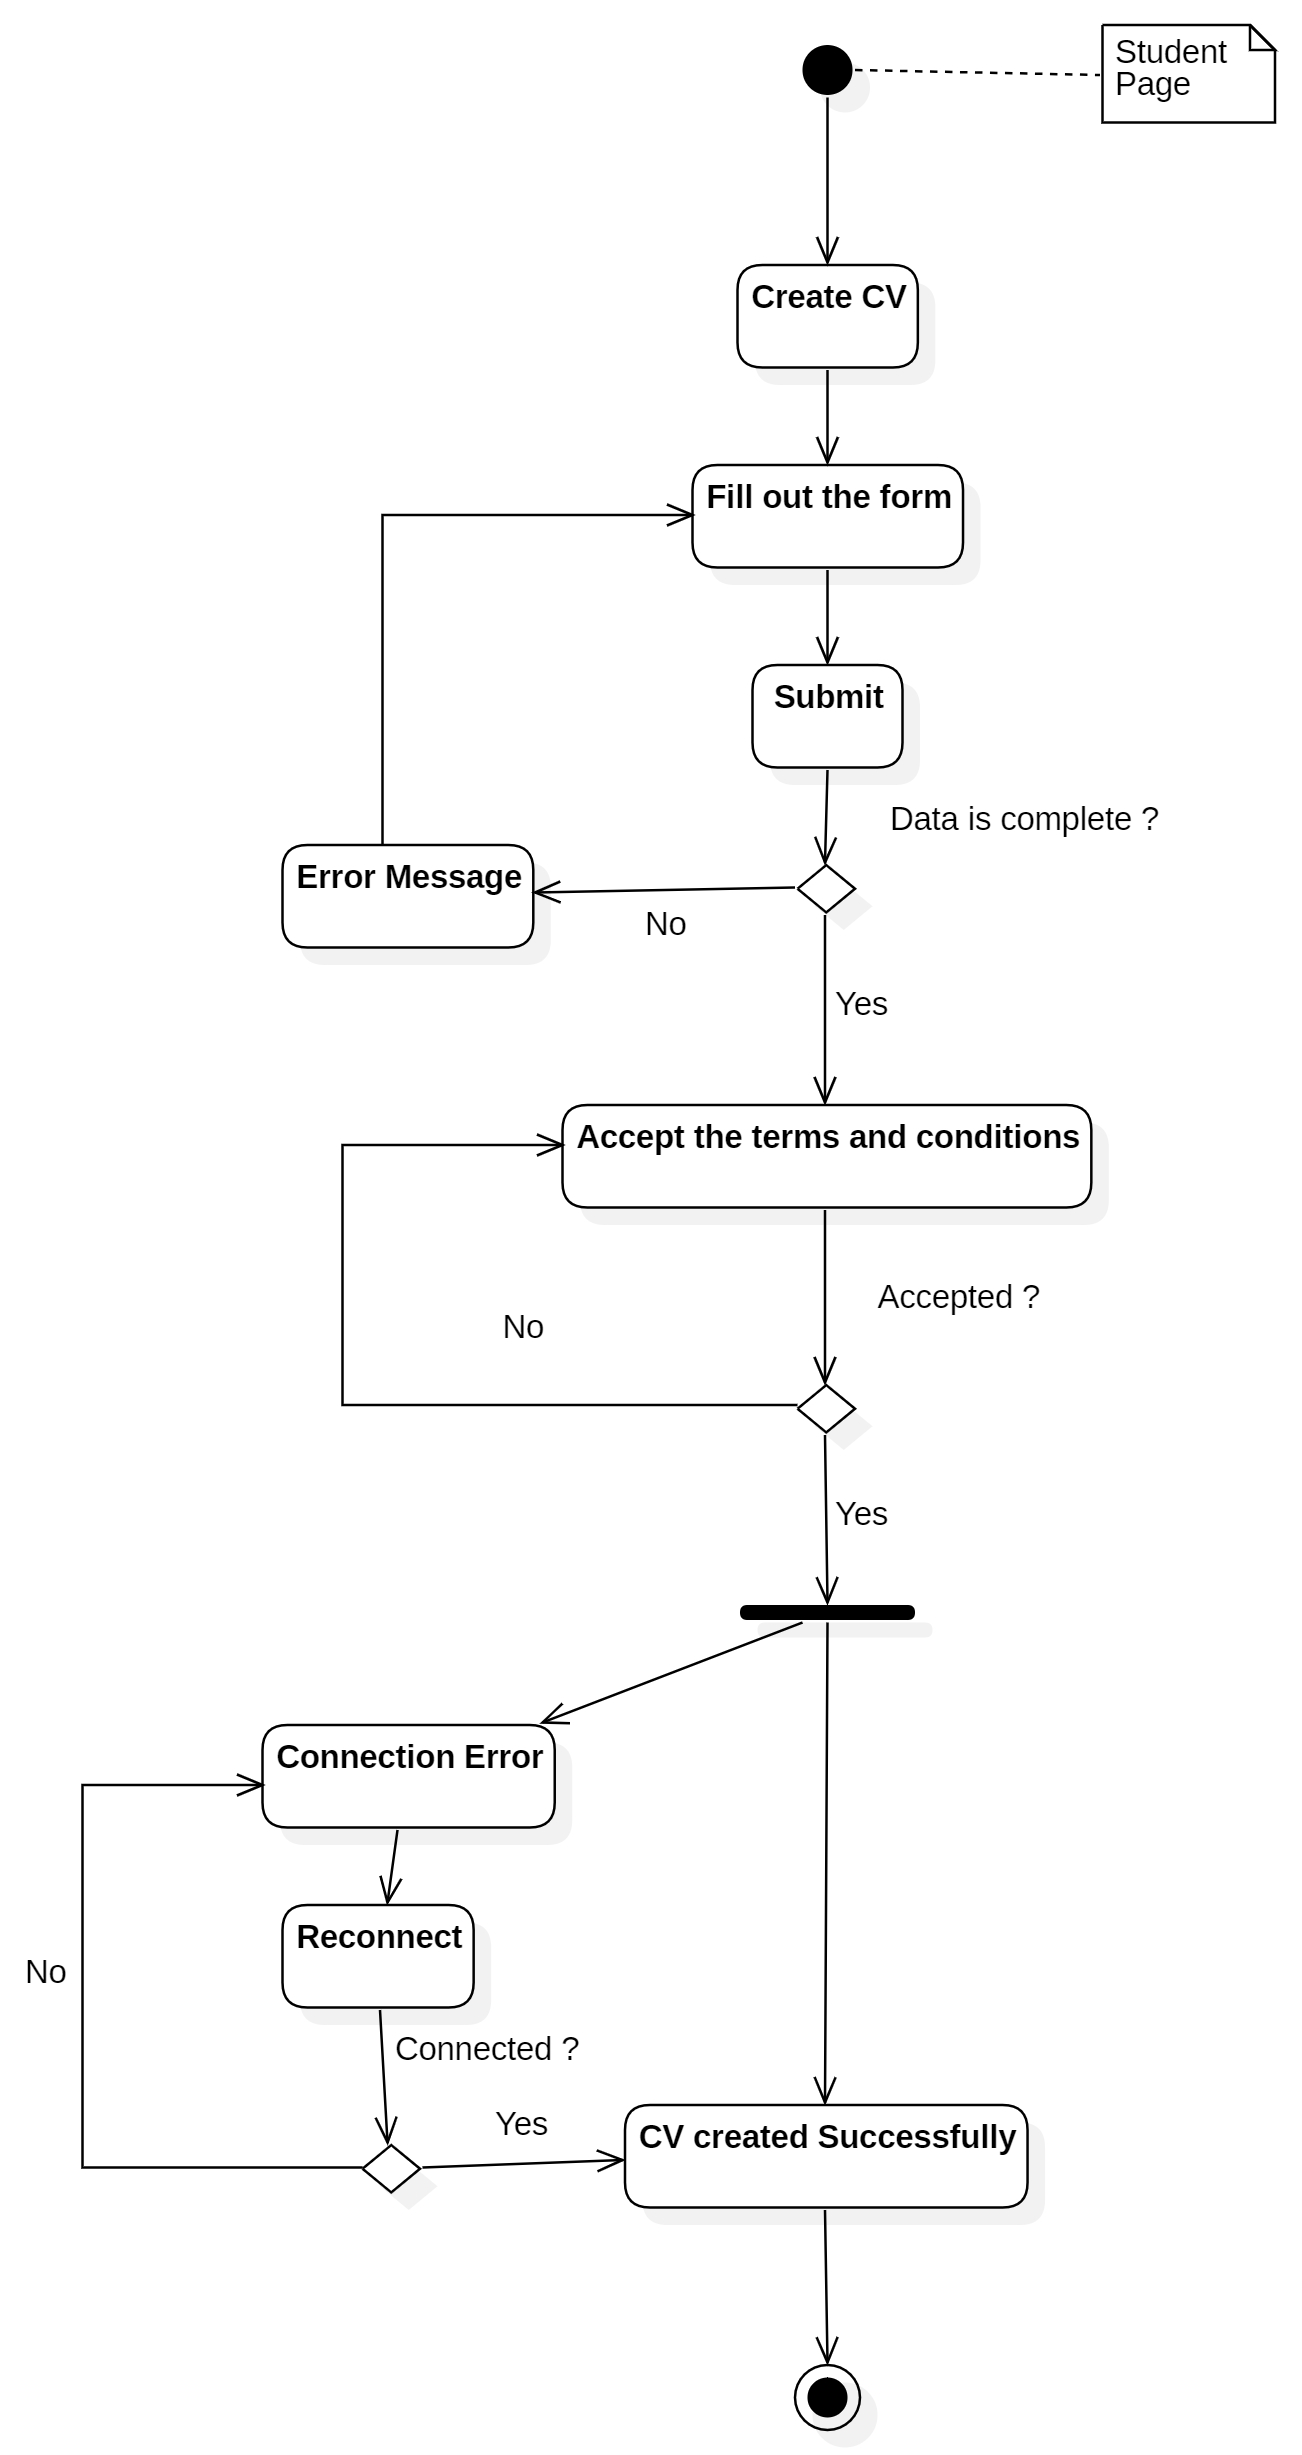 Student
Page
Create CV
Fill out the form
Submit
Data is complete ?
Error Message
No
Yes
Accept the terms and conditions
Accepted ?
No
Yes
Connection Error
Reconnect
No
Connected ?
Yes
CV created Successfully